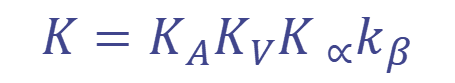 K = K_A K_V K_∝ k_β